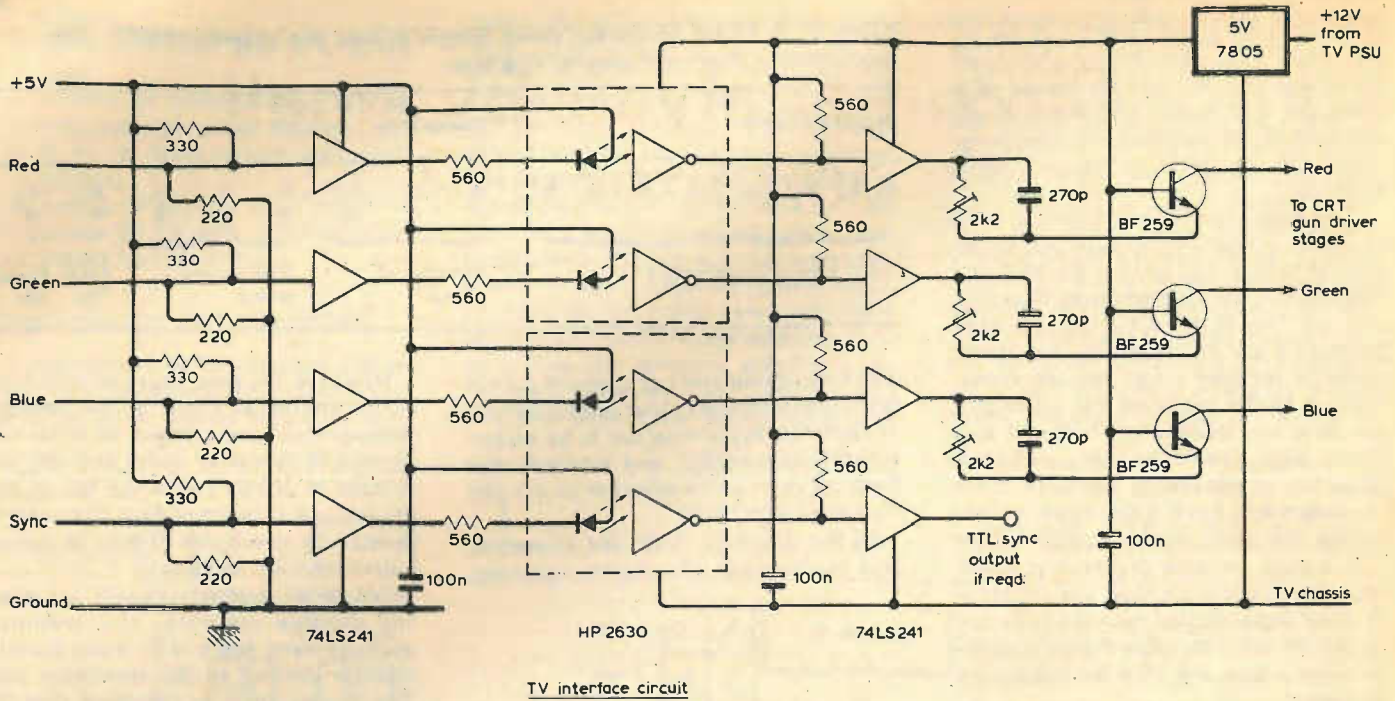 +5V
Red
Green
Blue
Sync
Ground
330
220
330
220
330
220
330
220
74LS241
560
560
560
560
100n
HP 2630
560
560
560
560
100n
74LS241
2k2
270p
2k2
270p
2k2
270p
TTL sync
output
if reqd.
BF259
BF259
BF259
100n
5V
7805
+12V
from
TV PSU
Red
To CRT
gun driver
stages
Green
Blue
TV chassis
TV interface circuit